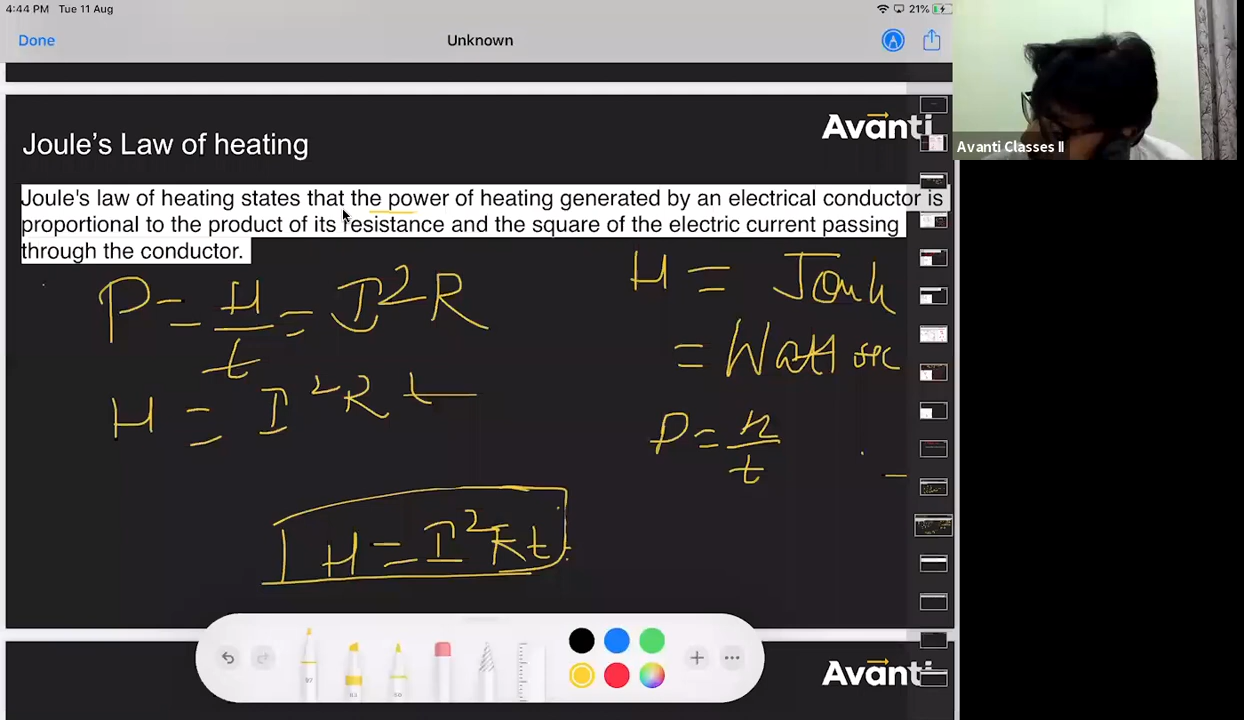 4:44 PM Tue 11 Aug
21%
Done
Unknown
Avanti
Joule's Law of heating
Avanti Classes II
Joule's law of heating states that the power of heating generated by an electrical conductor is
proportional to the product of its resistance and the square of the electric current passing
through the conductor.
P = H/t = I²R
H = I²Rt
H = Joule
= Watt sec
P = H/t
H = I²Rt
Avanti